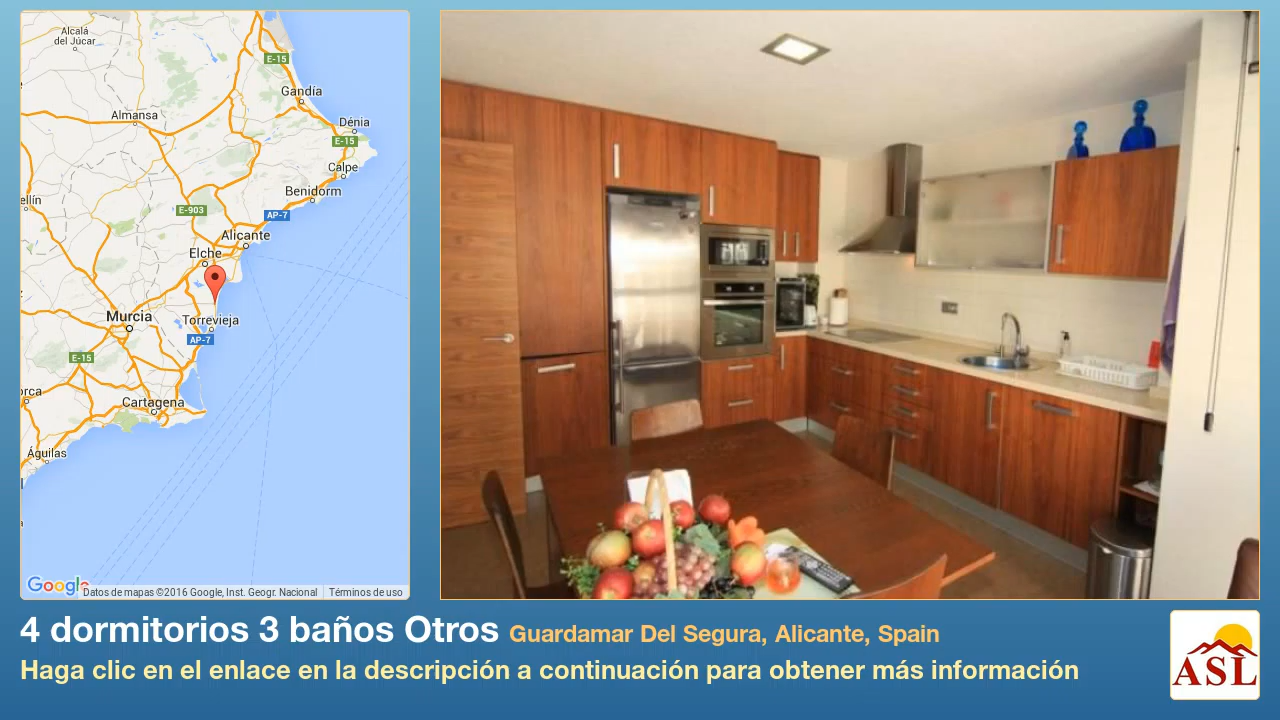 Alcalá
del Júcar
E-15
Gandía
Almansa
Dénia
E-15
Calpe
ellín
Benidorm
E-903
AP-7
Alicante
Elche
Murcia
Torrevieja
AP-7
E-15
orca
Cartagena
Águilas
Google
Datos de mapas ©2016 Google, Inst. Geogr. Nacional
Términos de uso
4 dormitorios 3 baños Otros Guardamar Del Segura, Alicante, Spain
Haga clic en el enlace en la descripción a continuación para obtener más información
ASL